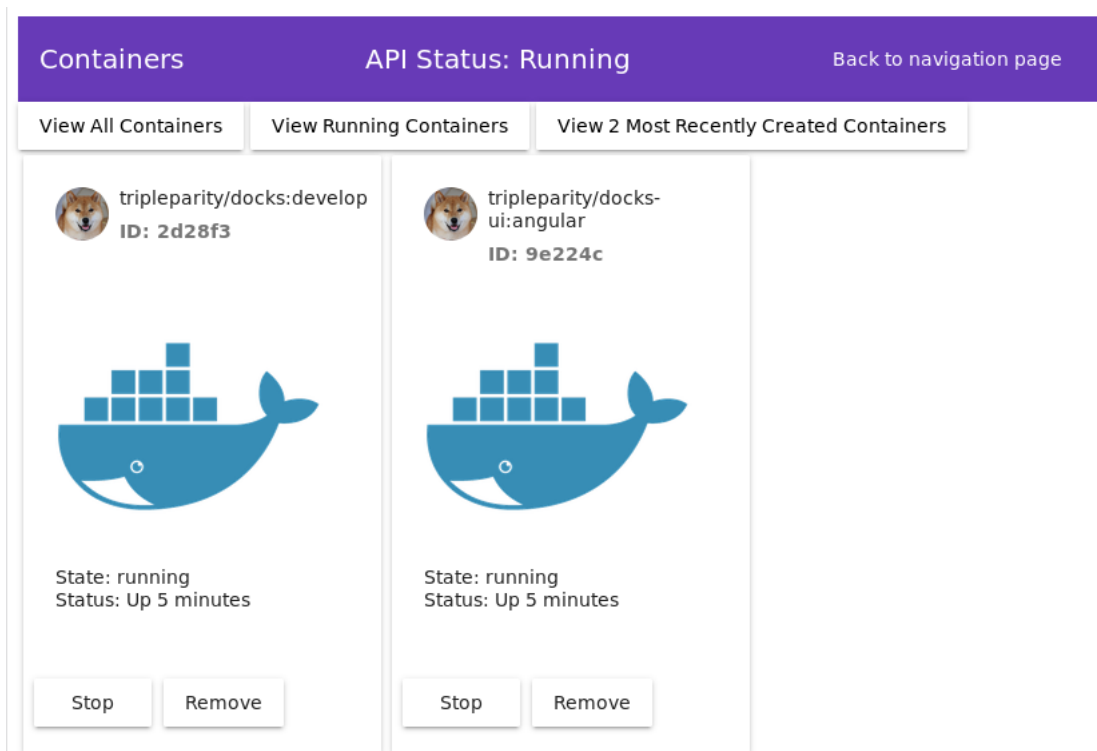 Containers
API Status: Running
Back to navigation page
View All Containers
View Running Containers
View 2 Most Recently Created Containers
tripleparity/docks:develop
ID: 2d28f3
State: running
Status: Up 5 minutes
Stop
Remove
tripleparity/docks-
ui:angular
ID: 9e224c
State: running
Status: Up 5 minutes
Stop
Remove